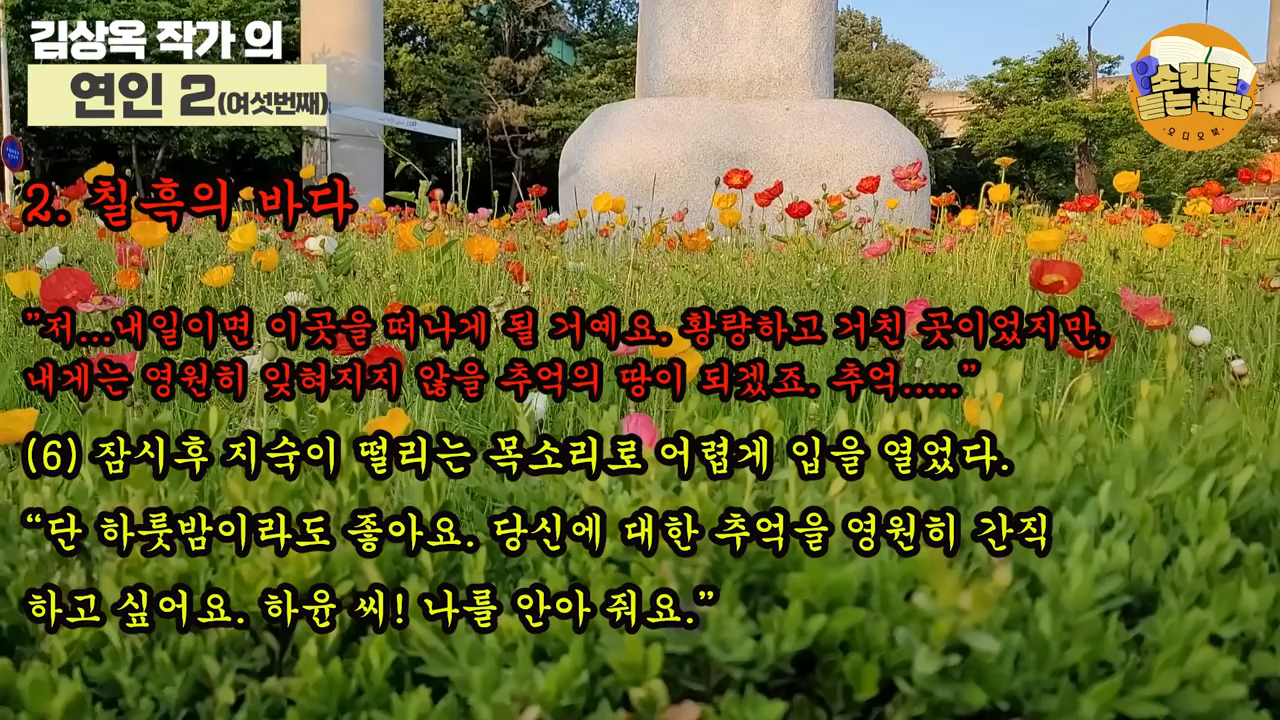 김상옥 작가 의
연인 2(여섯번째)
소리로
듣는 책방
·오디오북·
2. 칠흑의 바다
"저...내일이면 이곳을 떠나게 될 거예요. 황량하고 거친 곳이었지만,
내게는 영원히 잊혀지지 않을 추억의 땅이 되겠죠. 추억....."
(6) 잠시후 지숙이 떨리는 목소리로 어렵게 입을 열었다.
“단 하룻밤이라도 좋아요. 당신에 대한 추억을 영원히 간직
하고 싶어요. 하윤 씨! 나를 안아 줘요.”